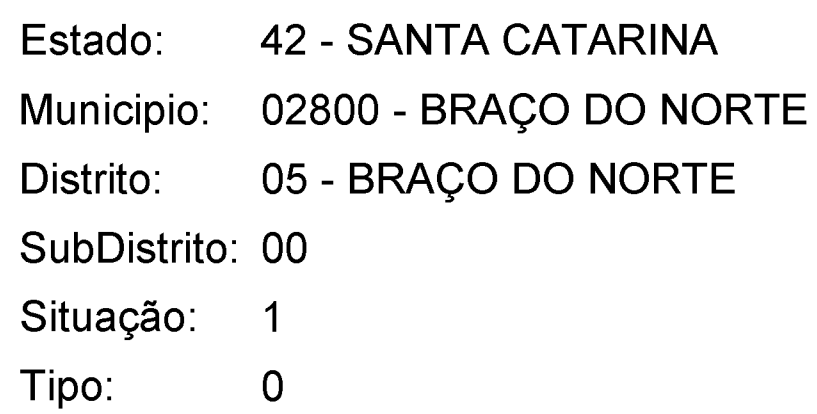 Estado: 42 - SANTA CATARINA
Municipio: 02800 - BRAÇO DO NORTE
Distrito: 05 - BRAÇO DO NORTE
SubDistrito: 00
Situação: 1
Tipo: 0